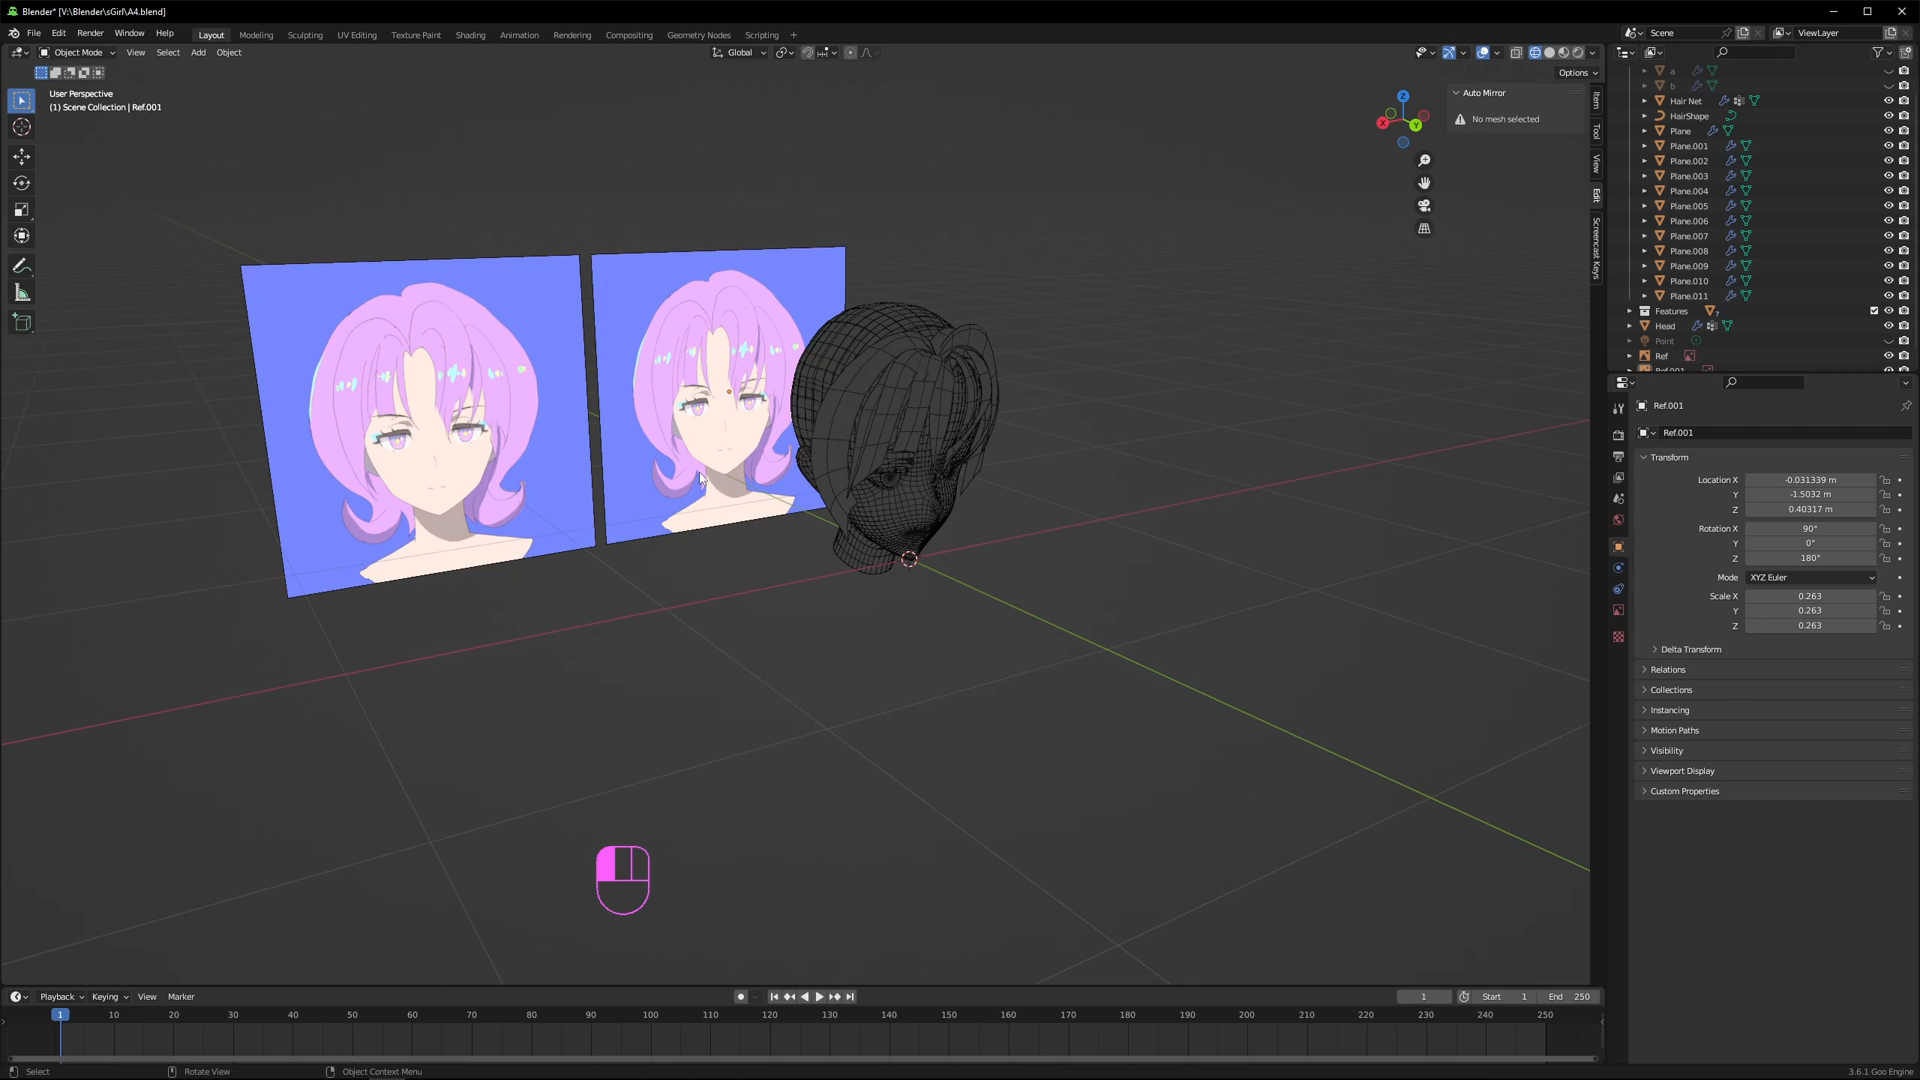 Blender* [V:\Blender\sGirl\A4.blend]
File Edit Render Window Help Layout Modeling Sculpting UV Editing Texture Paint Shading Animation Rendering Compositing Geometry Nodes Scripting + Scene ViewLayer
Object Mode View Select Add Object Global
Options
User Perspective
(1) Scene Collection | Ref.001
Auto Mirror
No mesh selected
Z
X
Y
Item
Tool
View
Edit
Screencast Keys
a
b
Hair Net
HairShape
Plane
Plane.001
Plane.002
Plane.003
Plane.004
Plane.005
Plane.006
Plane.007
Plane.008
Plane.009
Plane.010
Plane.011
Features
Head
Point
Ref
Ref.001
Ref.001
Transform
Location X -0.031339 m
Y -1.5032 m
Z 0.40317 m
Rotation X 90°
Y 0°
Z 180°
Mode XYZ Euler
Scale X 0.263
Y 0.263
Z 0.263
Delta Transform
Relations
Collections
Instancing
Motion Paths
Visibility
Viewport Display
Custom Properties
Playback Keying View Marker 1 Start 1 End 250
1 10 20 30 40 50 60 70 80 90 100 110 120 130 140 150 160 170 180 190 200 210 220 230 240 250
Select Rotate View Object Context Menu 3.6.1 Goo Engine